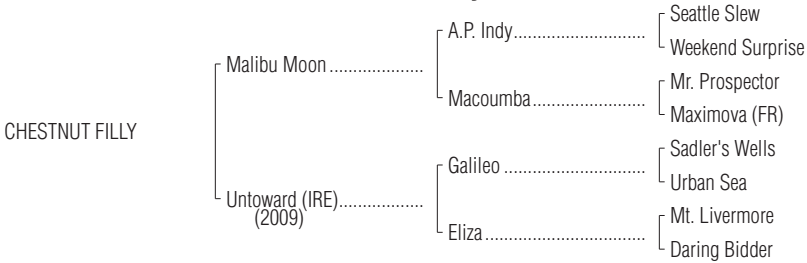 Seattle Slew
A.P. Indy..............................
Weekend Surprise
Malibu Moon .....................
Mr. Prospector
Macoumba..........................
Maximova (FR)
CHESTNUT FILLY
Sadler's Wells
Galileo ................................
Urban Sea
Untoward (IRE)...................
(2009)
Mt. Livermore
Eliza.....................................
Daring Bidder